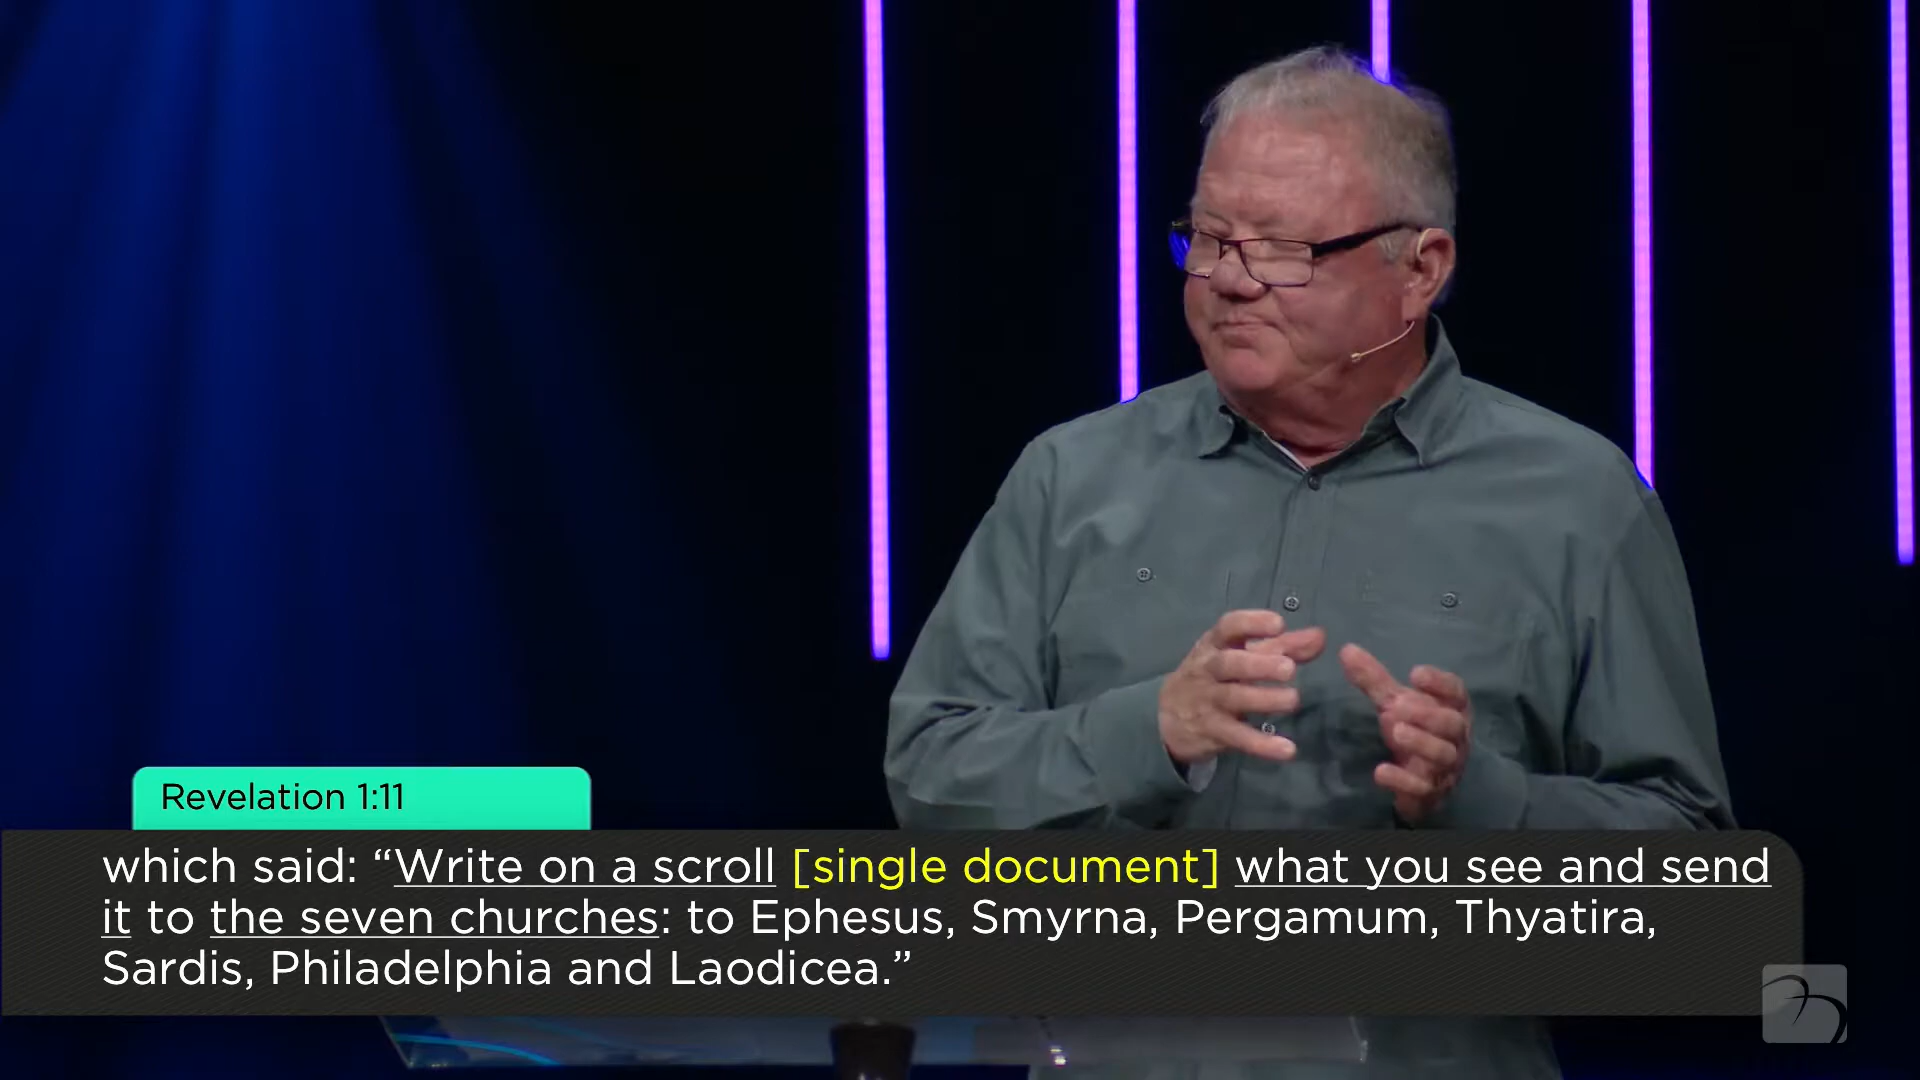 Revelation 1:11
which said: “Write on a scroll [single document] what you see and send
it to the seven churches: to Ephesus, Smyrna, Pergamum, Thyatira,
Sardis, Philadelphia and Laodicea.”